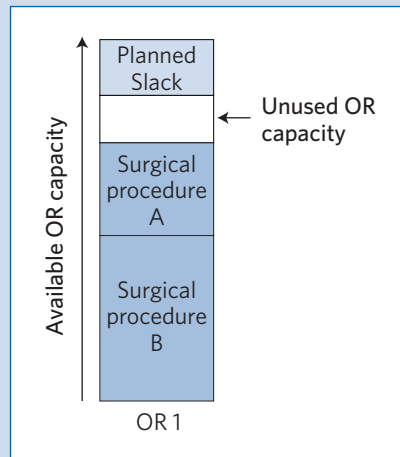 Available OR capacity
Planned
Slack
Unused OR
capacity
Surgical
procedure
A
Surgical
procedure
B
OR 1